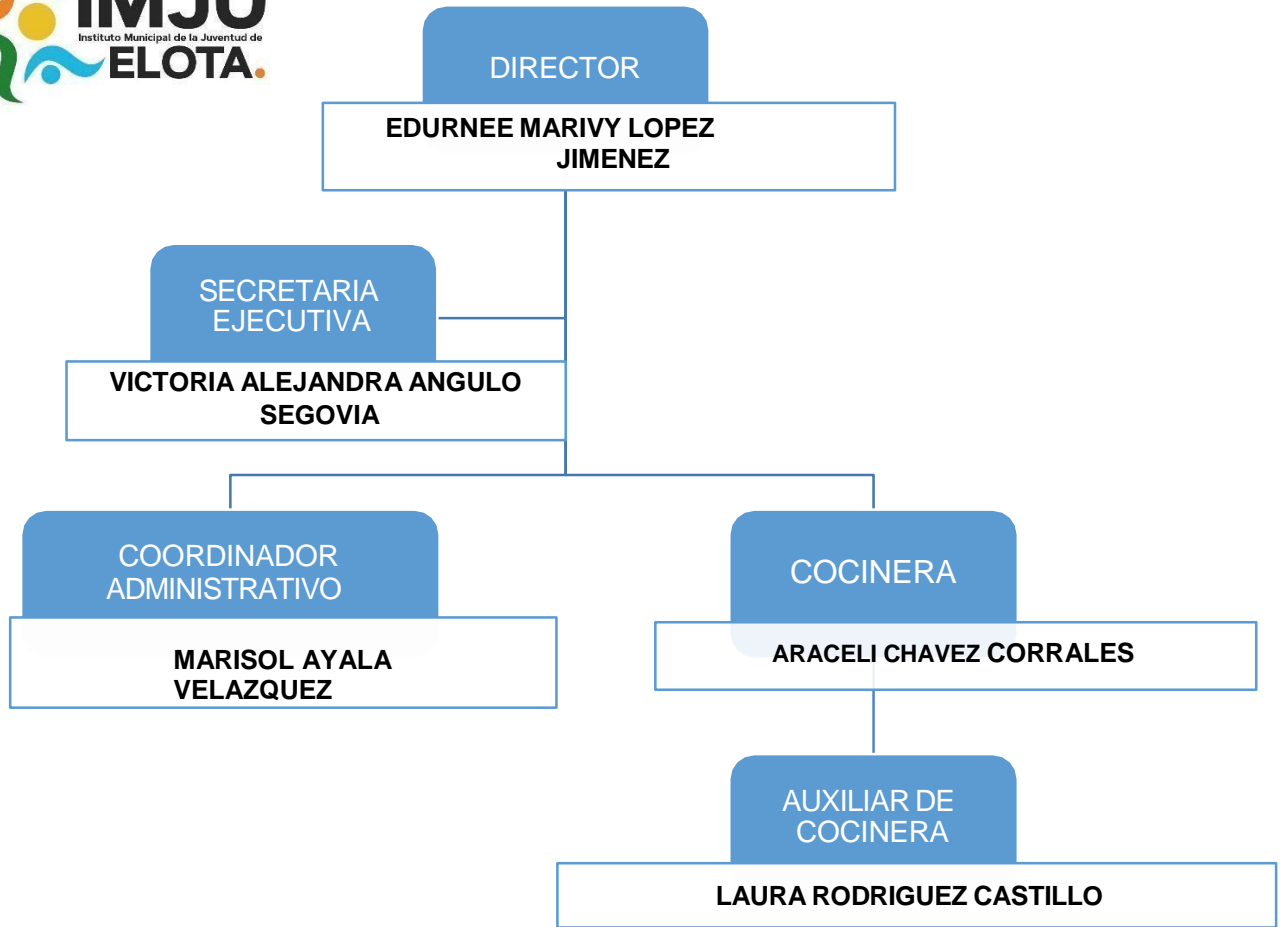 IMJU
Instituto Municipal de la Juventud de
ELOTA.
DIRECTOR
EDURNEE MARIVY LOPEZ
JIMENEZ
SECRETARIA
EJECUTIVA
VICTORIA ALEJANDRA ANGULO
SEGOVIA
COORDINADOR
ADMINISTRATIVO
MARISOL AYALA
VELAZQUEZ
COCINERA
ARACELI CHAVEZ CORRALES
AUXILIAR DE
COCINERA
LAURA RODRIGUEZ CASTILLO